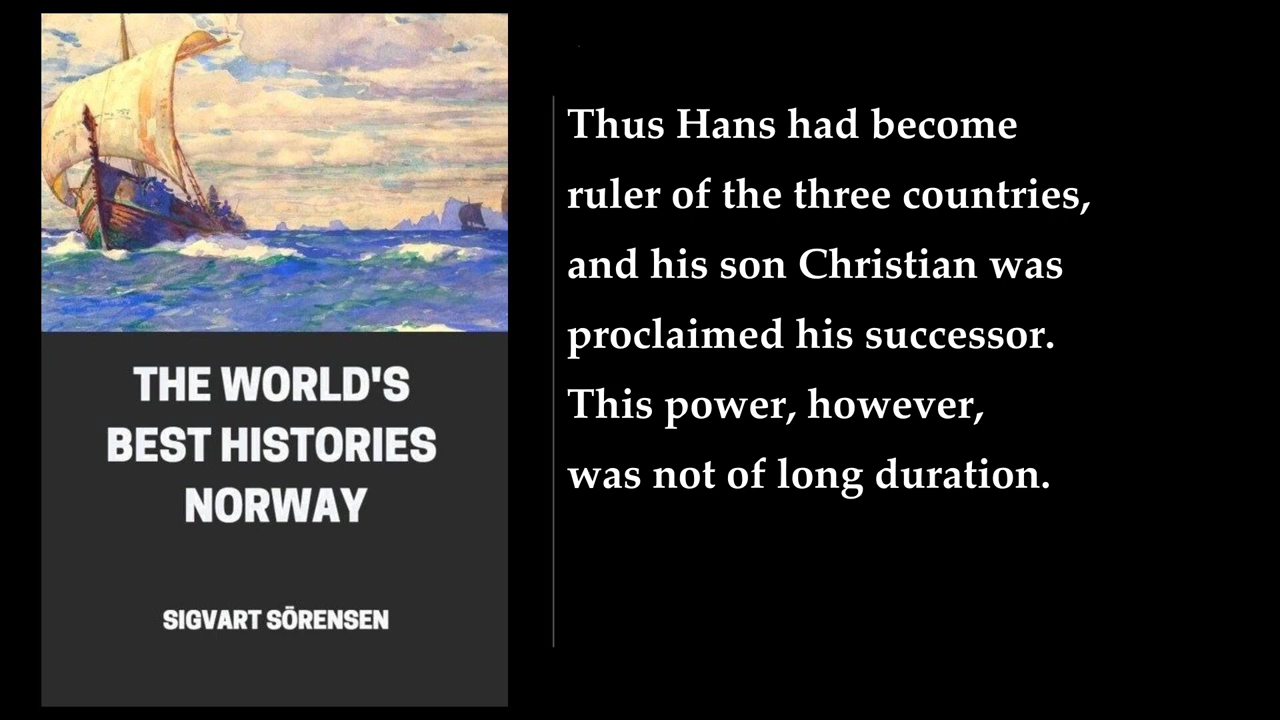 THE WORLD'S
BEST HISTORIES
NORWAY
SIGVART SÖRENSEN
Thus Hans had become
ruler of the three countries,
and his son Christian was
proclaimed his successor.
This power, however,
was not of long duration.